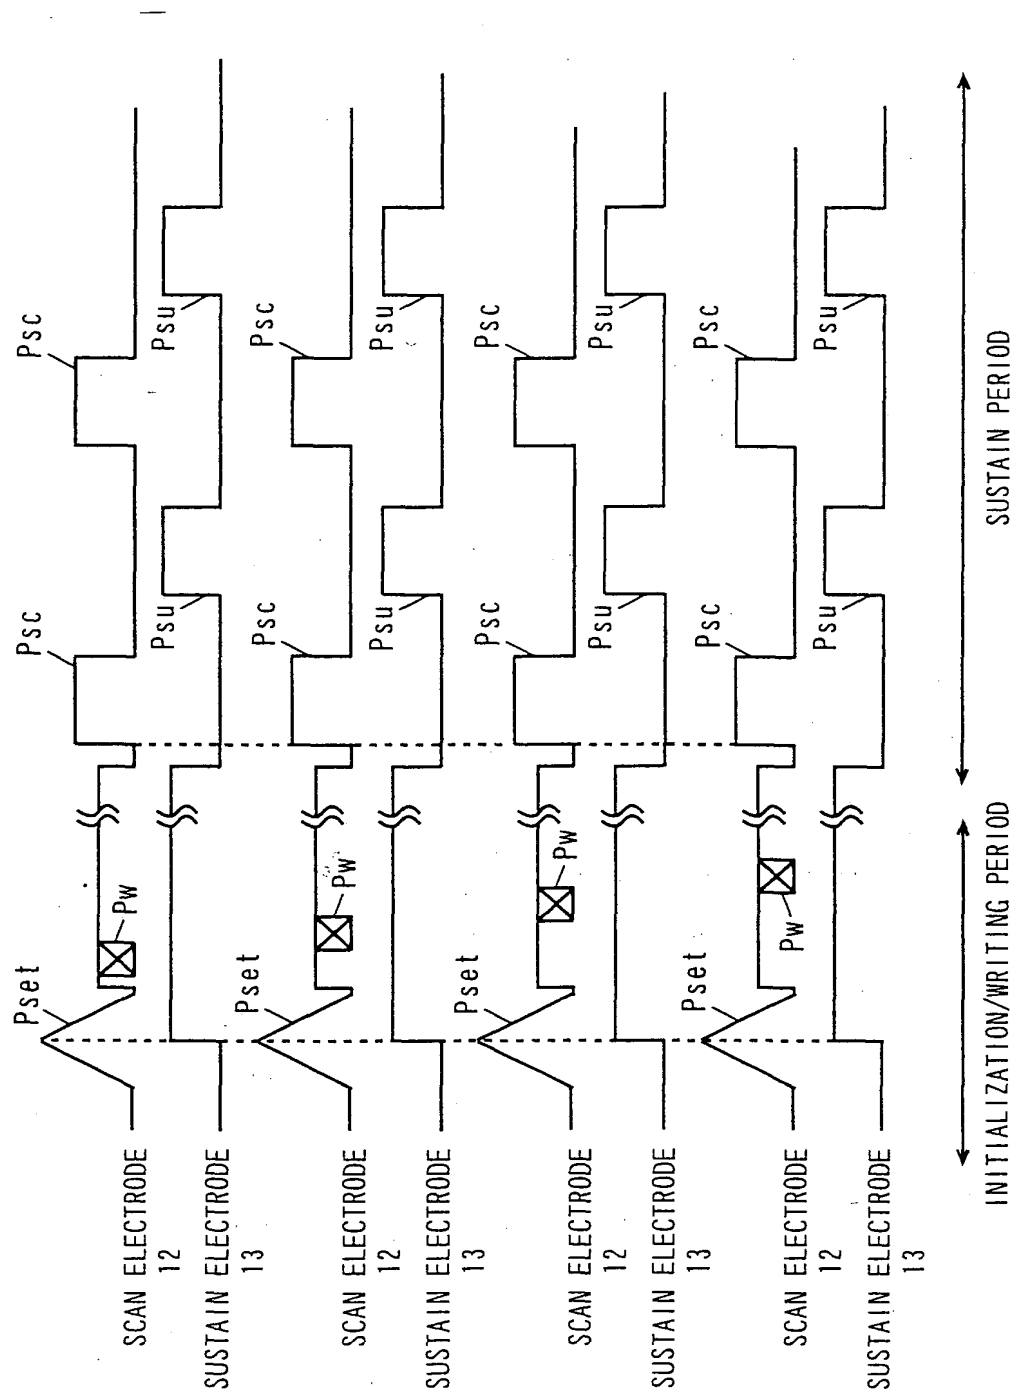 Pset
Pw
Psc
Psc
SCAN ELECTRODE
12
Psu
Psu
SUSTAIN ELECTRODE
13
Pset
Pw
Psc
Psc
SCAN ELECTRODE
12
Psu
Psu
SUSTAIN ELECTRODE
13
Pset
Pw
Psc
Psc
SCAN ELECTRODE
12
Psu
Psu
SUSTAIN ELECTRODE
13
Pset
Pw
Psc
Psc
SCAN ELECTRODE
12
Psu
Psu
SUSTAIN ELECTRODE
13
INITIALIZATION/WRITING PERIOD
SUSTAIN PERIOD